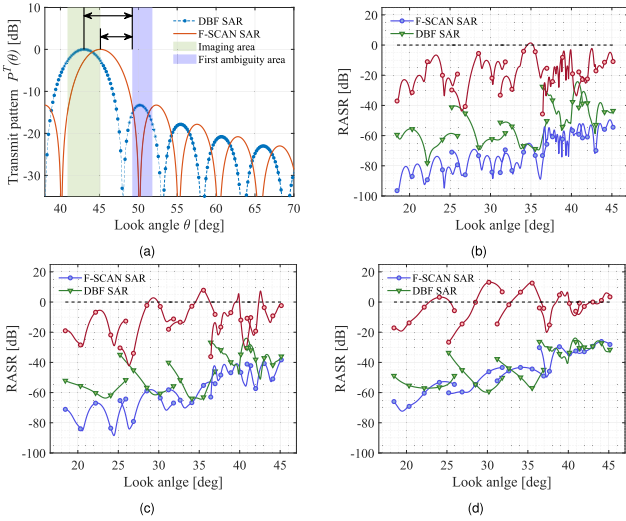 Transmit pattern P^T(θ) [dB]
10
0
-10
-20
-30
DBF SAR
F-SCAN SAR
Imaging area
First ambiguity area
40 45 50 55 60 65 70
Look angle θ [deg]
(a)
RASR [dB]
20
0
-20
-40
-60
-80
-100
F-SCAN SAR
DBF SAR
20 25 30 35 40 45
Look anlge [deg]
(b)
RASR [dB]
20
0
-20
-40
-60
-80
-100
F-SCAN SAR
DBF SAR
20 25 30 35 40 45
Look anlge [deg]
(c)
RASR [dB]
20
0
-20
-40
-60
-80
-100
F-SCAN SAR
DBF SAR
20 25 30 35 40 45
Look anlge [deg]
(d)